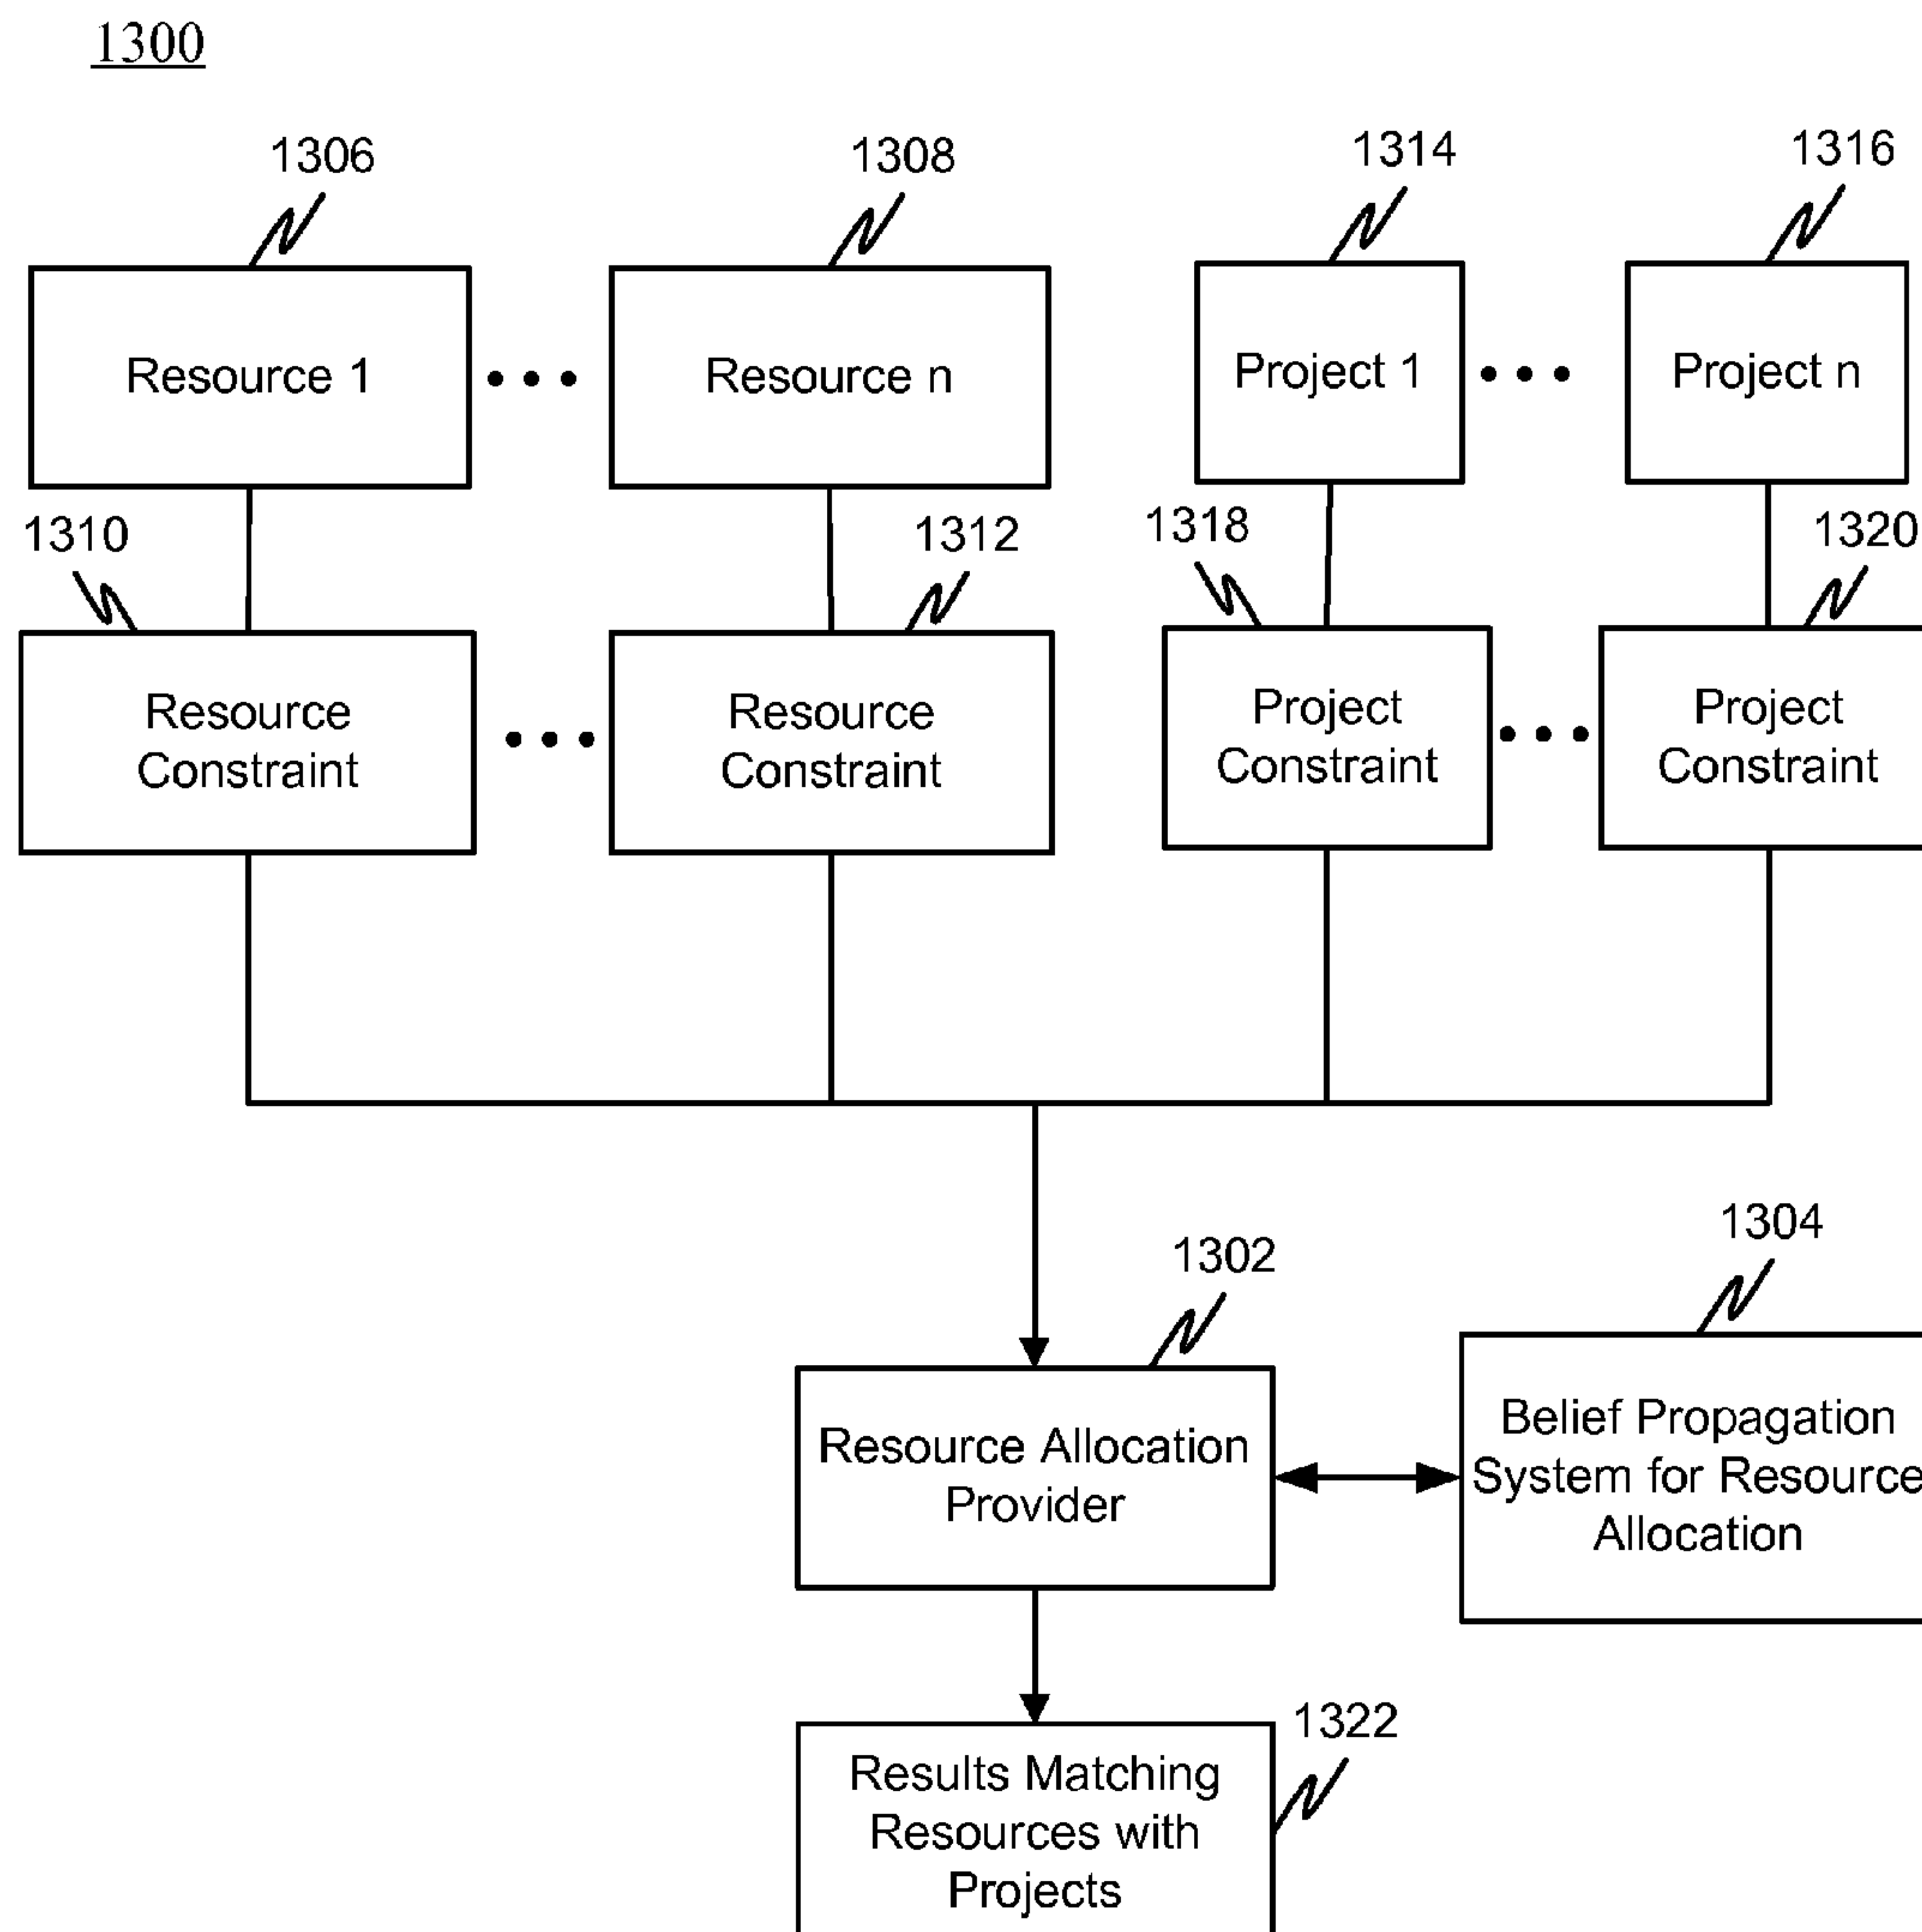 1300
1306
1308
1314
1316
Resource 1
Resource n
Project 1
Project n
1310
1312
1318
1320
Resource
Constraint
Resource
Constraint
Project
Constraint
Project
Constraint
1302
1304
Resource Allocation
Provider
Belief Propagation
System for Resource
Allocation
1322
Results Matching
Resources with
Projects